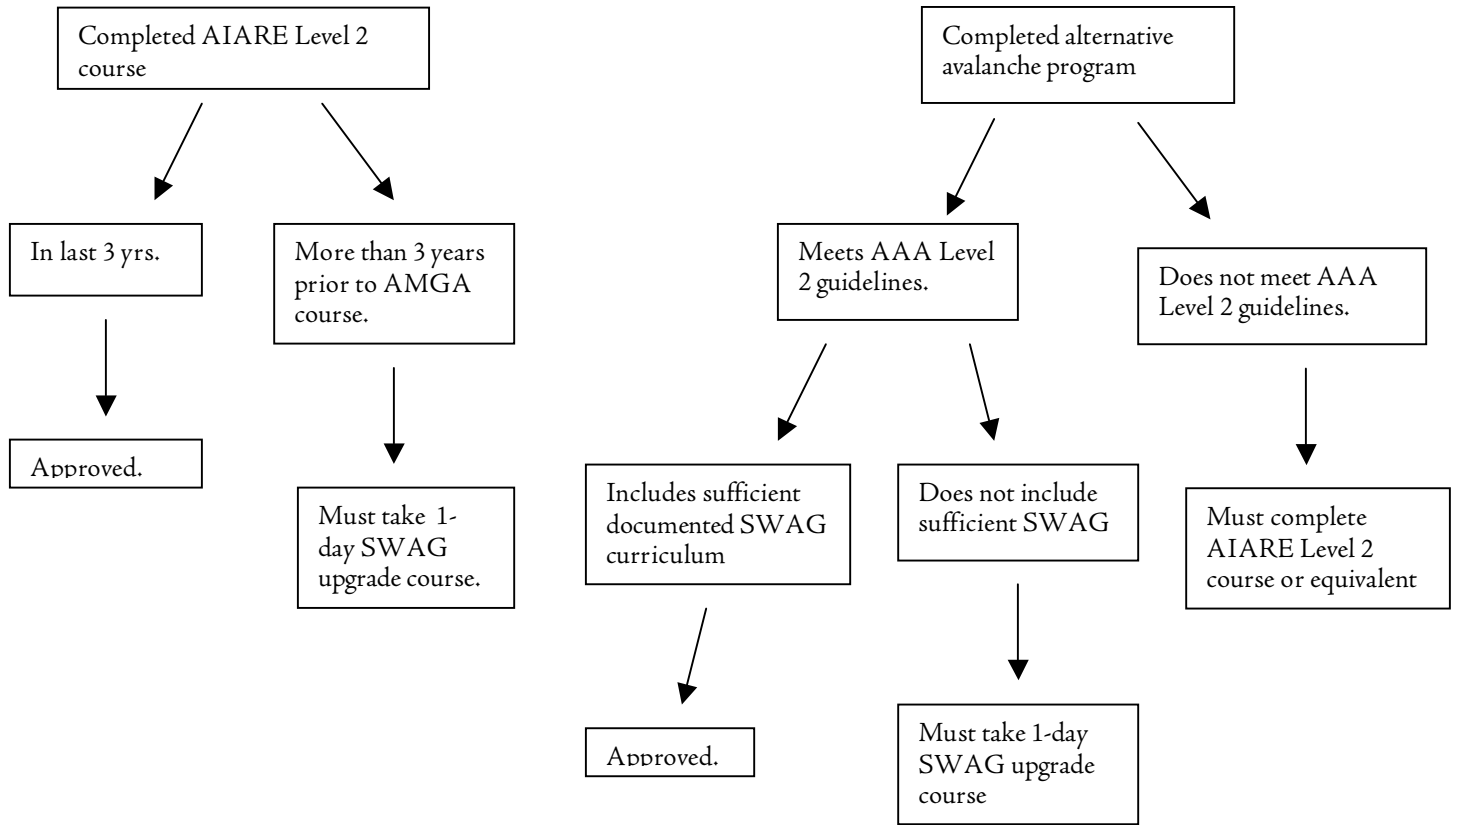 Completed AIARE Level 2
course
Completed alternative
avalanche program
In last 3 yrs.
More than 3 years
prior to AMGA
course.
Meets AAA Level
2 guidelines.
Does not meet AAA
Level 2 guidelines.
Approved.
Must take 1-
day SWAG
upgrade course.
Includes sufficient
documented SWAG
curriculum
Does not include
sufficient SWAG
Must complete
AIARE Level 2
course or equivalent
Approved.
Must take 1-day
SWAG upgrade
course